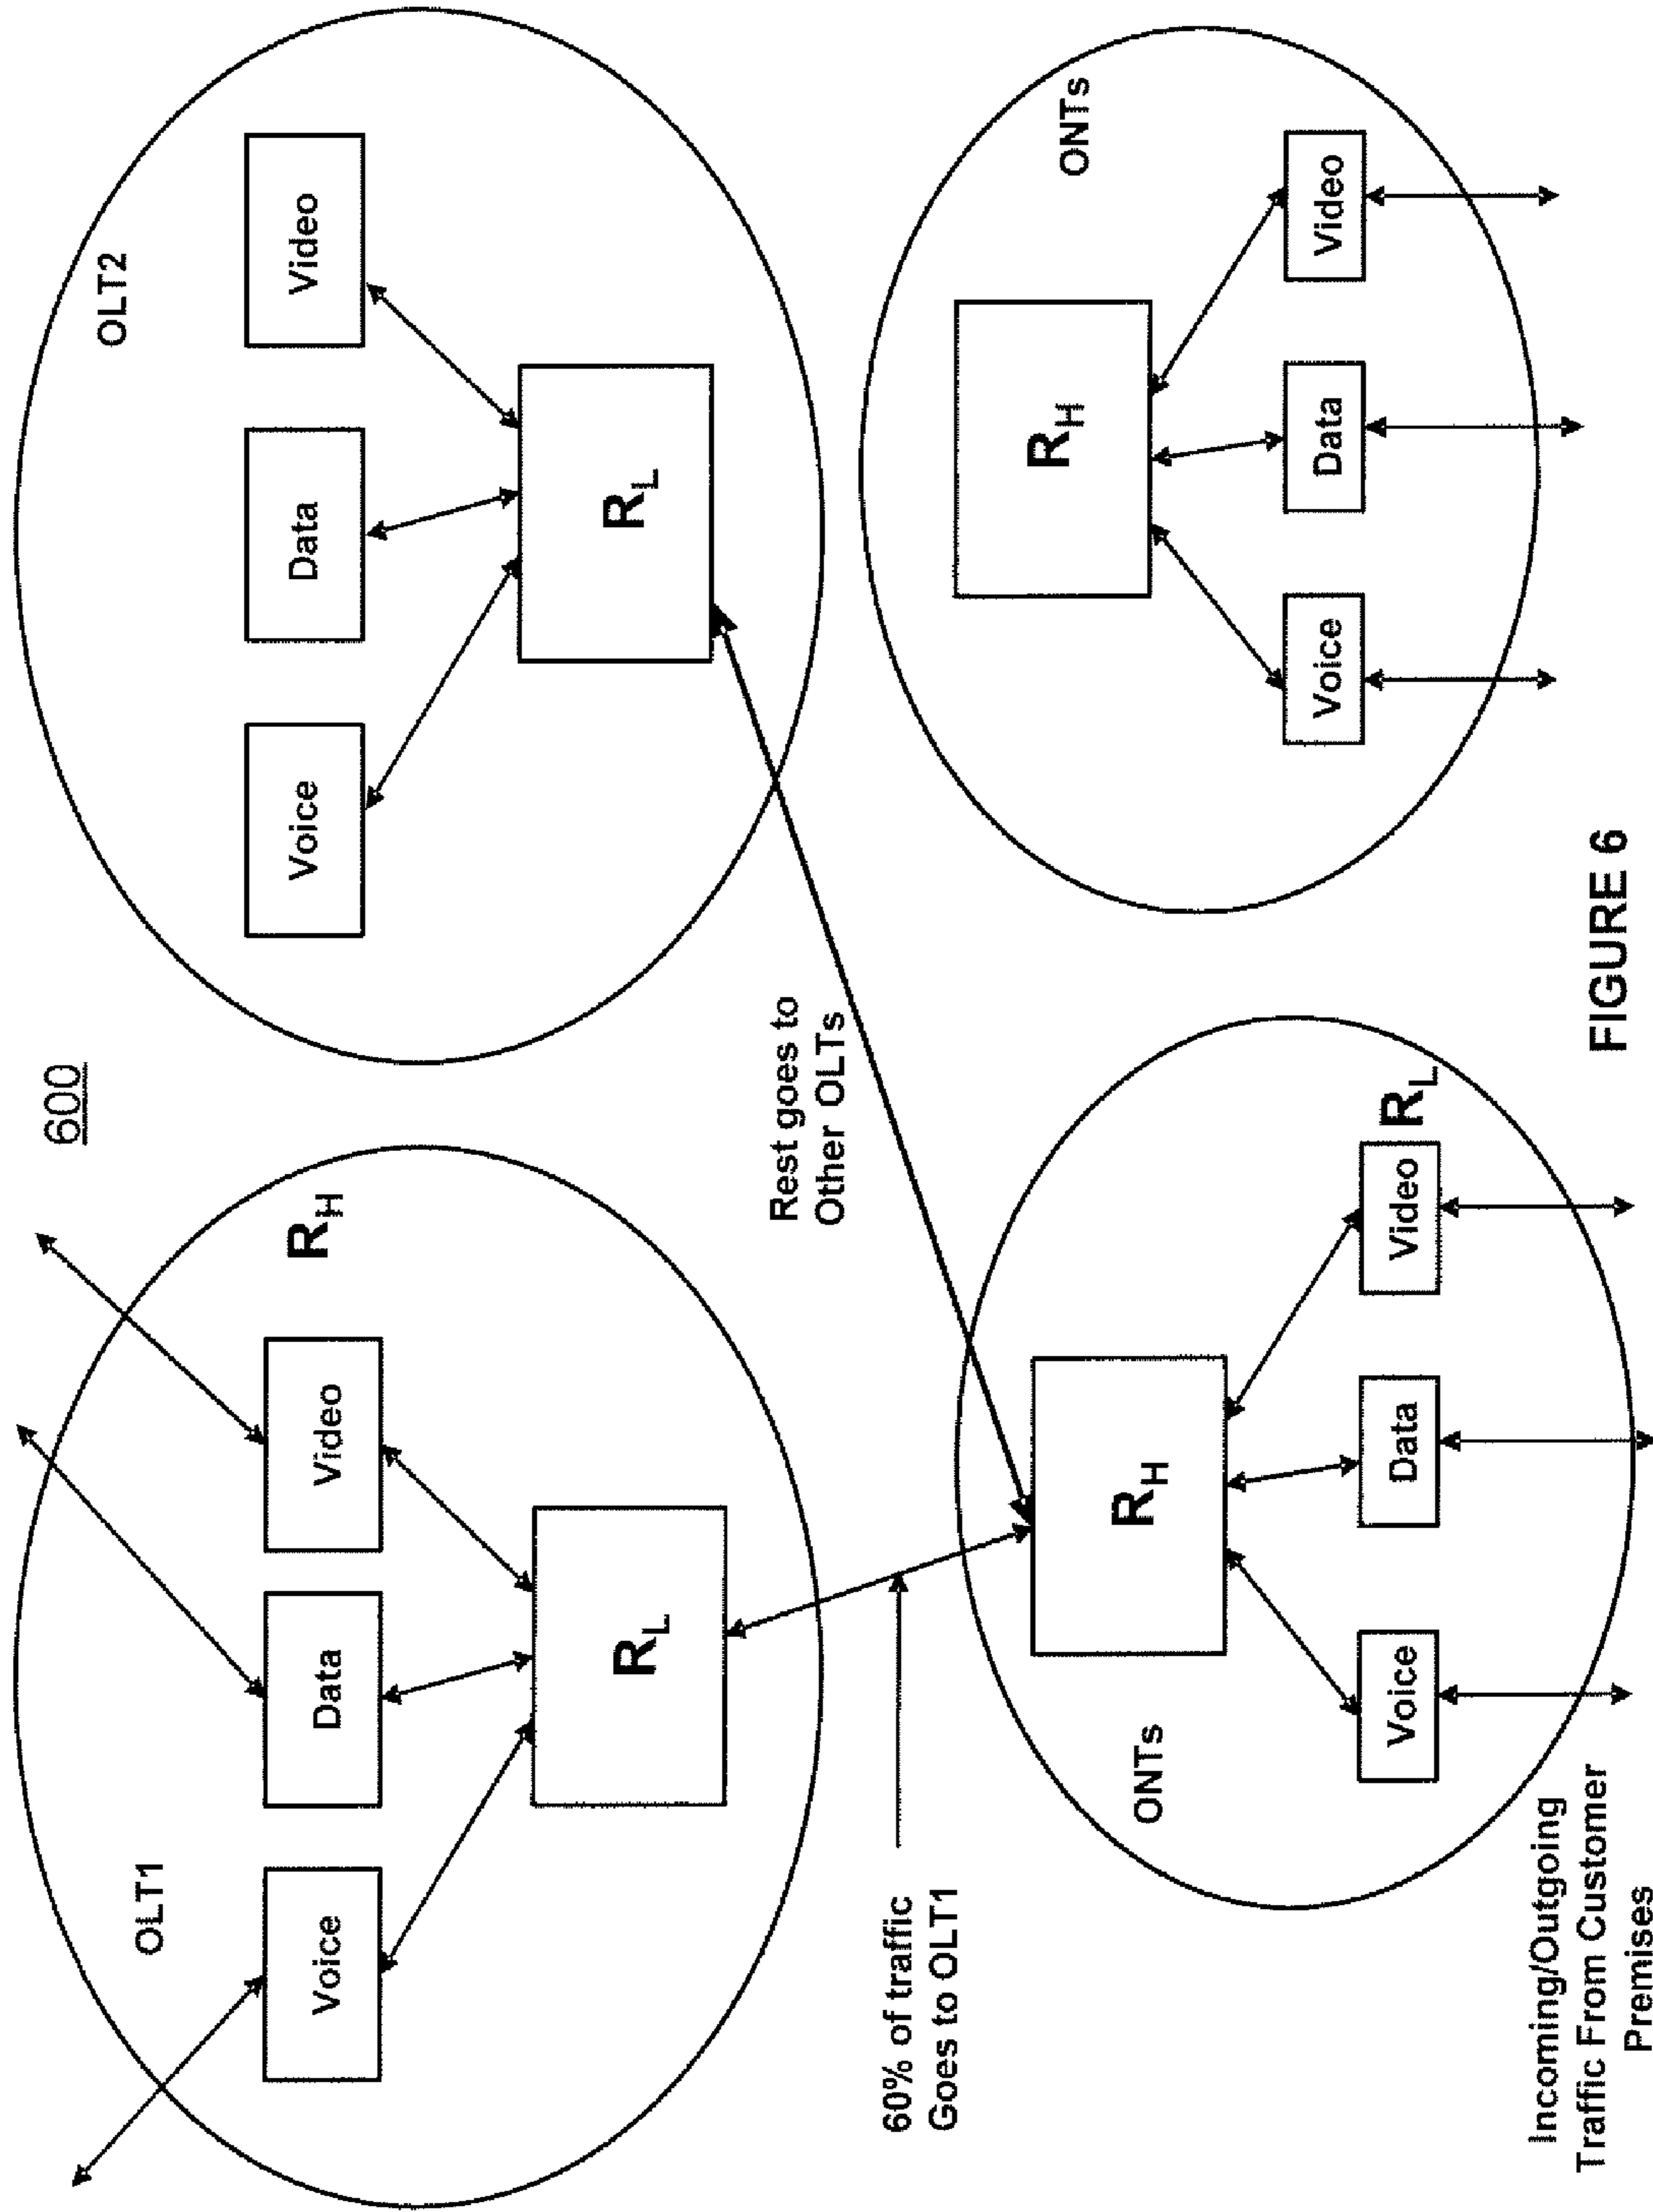 600
OLT1
R_H
Voice
Data
Video
R_L
OLT2
Voice
Data
Video
R_L
60% of traffic
Goes to OLT1
Rest goes to
Other OLTs
ONTs
R_H
Voice
Data
Video
R_L
Incoming/Outgoing
Traffic From Customer
Premises
ONTs
R_H
Voice
Data
Video
FIGURE 6